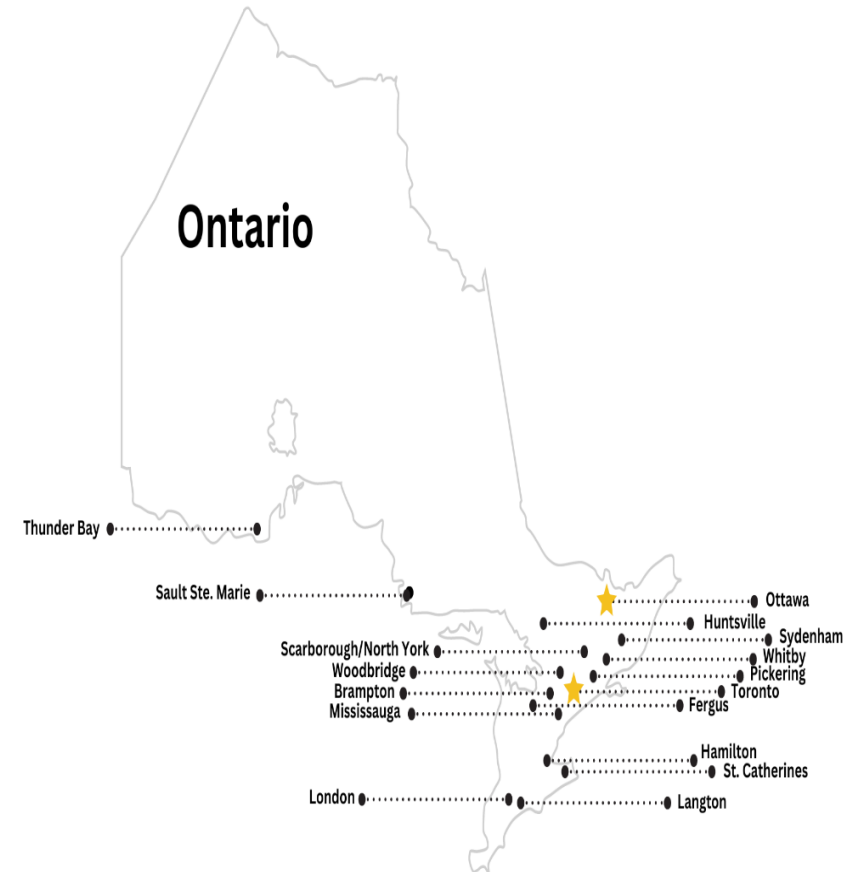 Ontario
Thunder Bay
Sault Ste. Marie
Ottawa
Huntsville
Sydenham
Scarborough/North York
Whitby
Woodbridge
Pickering
Brampton
Toronto
Fergus
Mississauga
Hamilton
St. Catherines
London
Langton